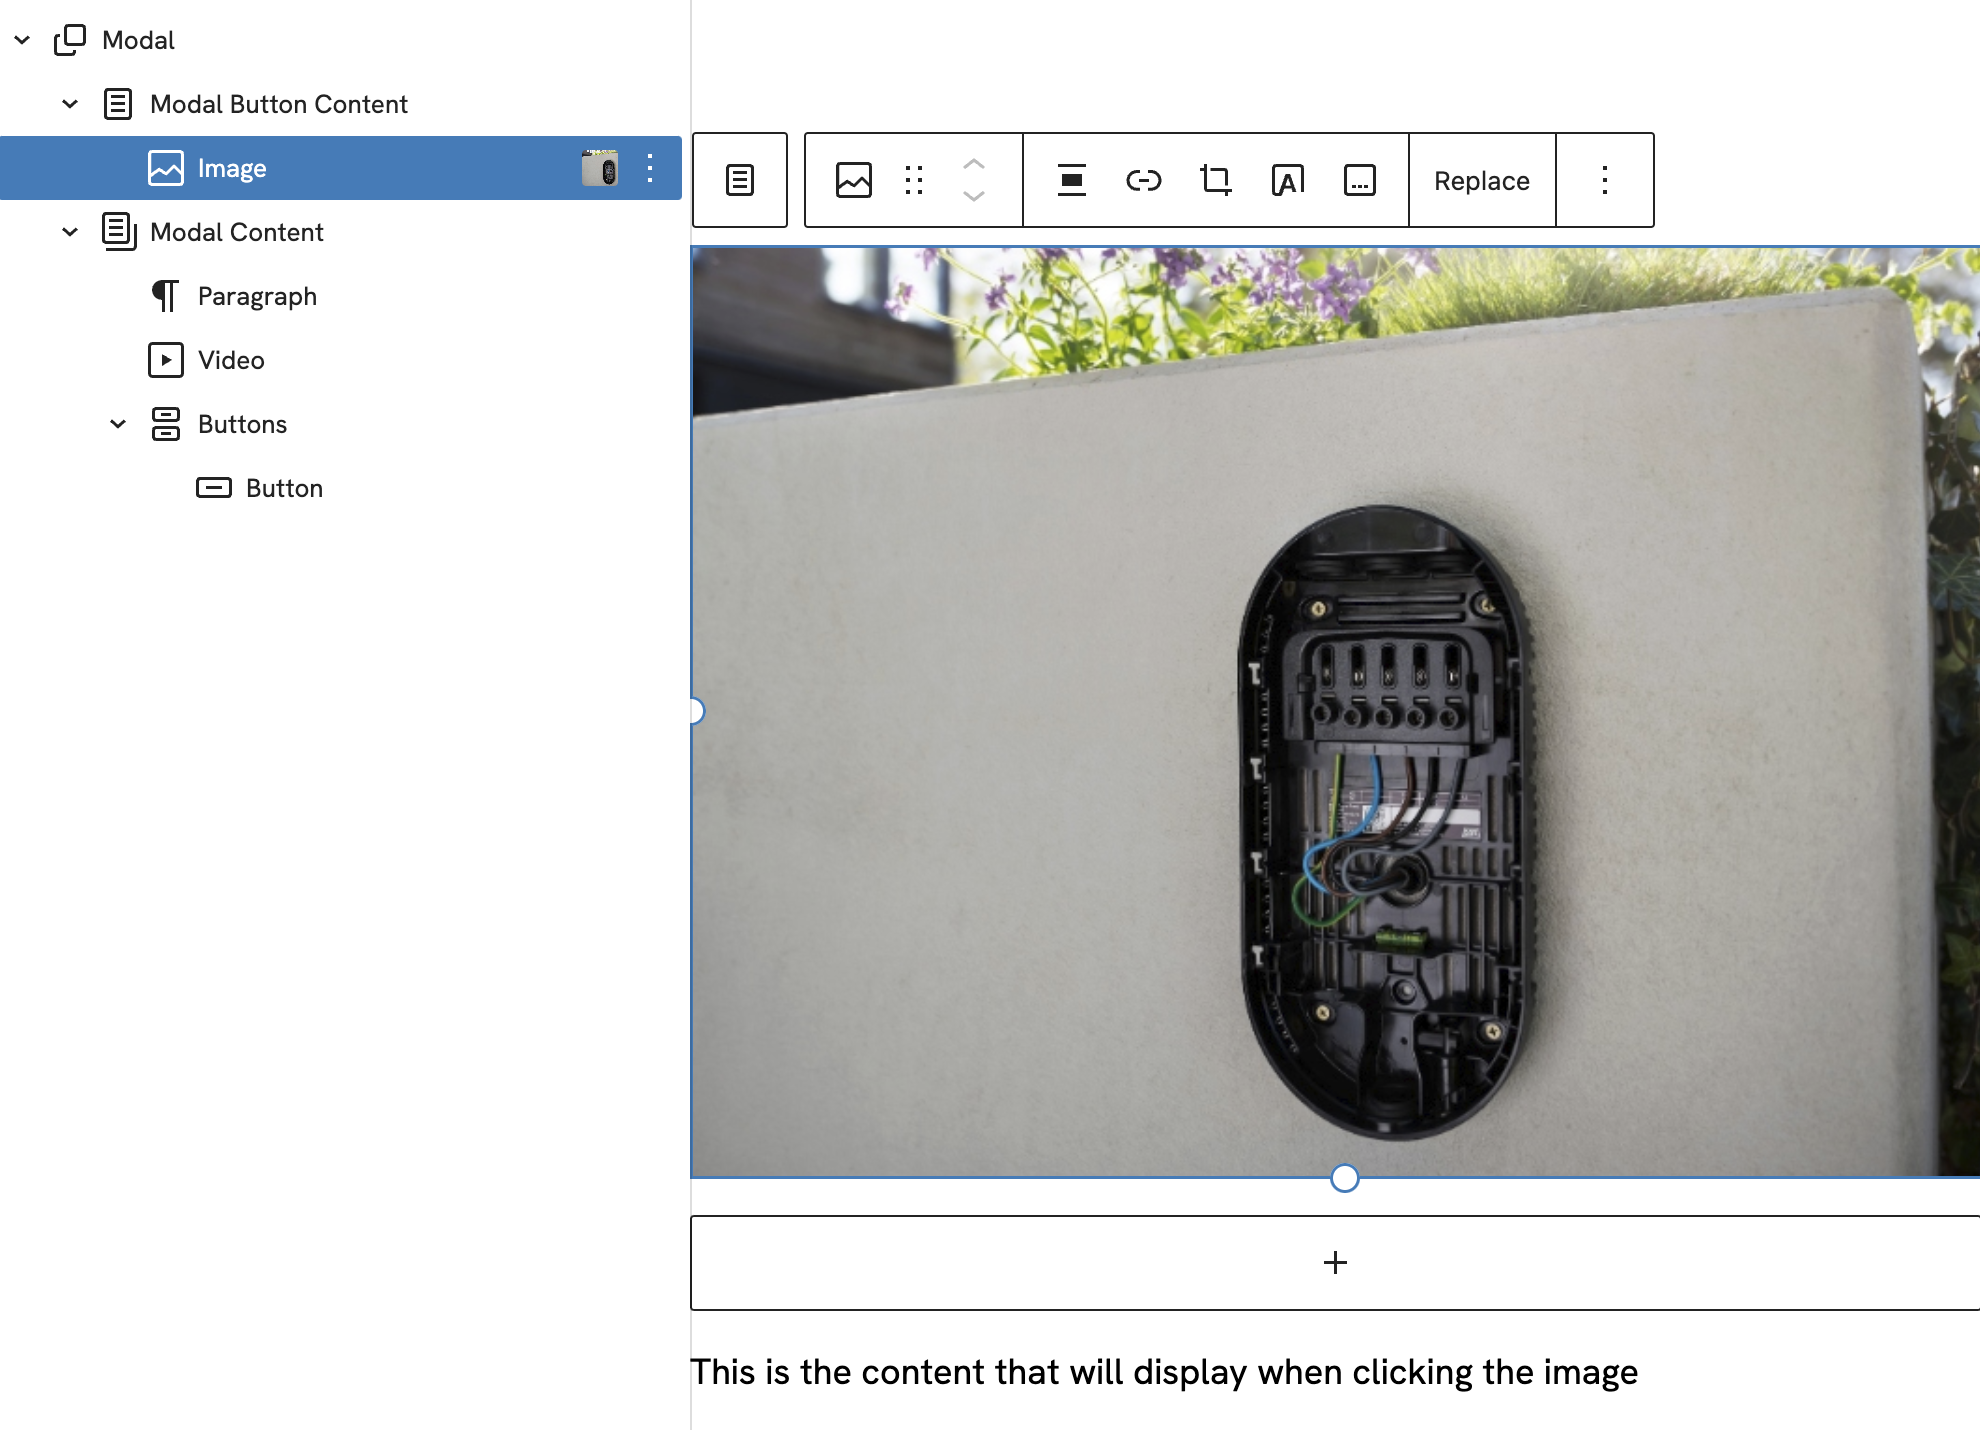 Modal
Modal Button Content
Image
Modal Content
Paragraph
Video
Buttons
Button
Replace
This is the content that will display when clicking the image